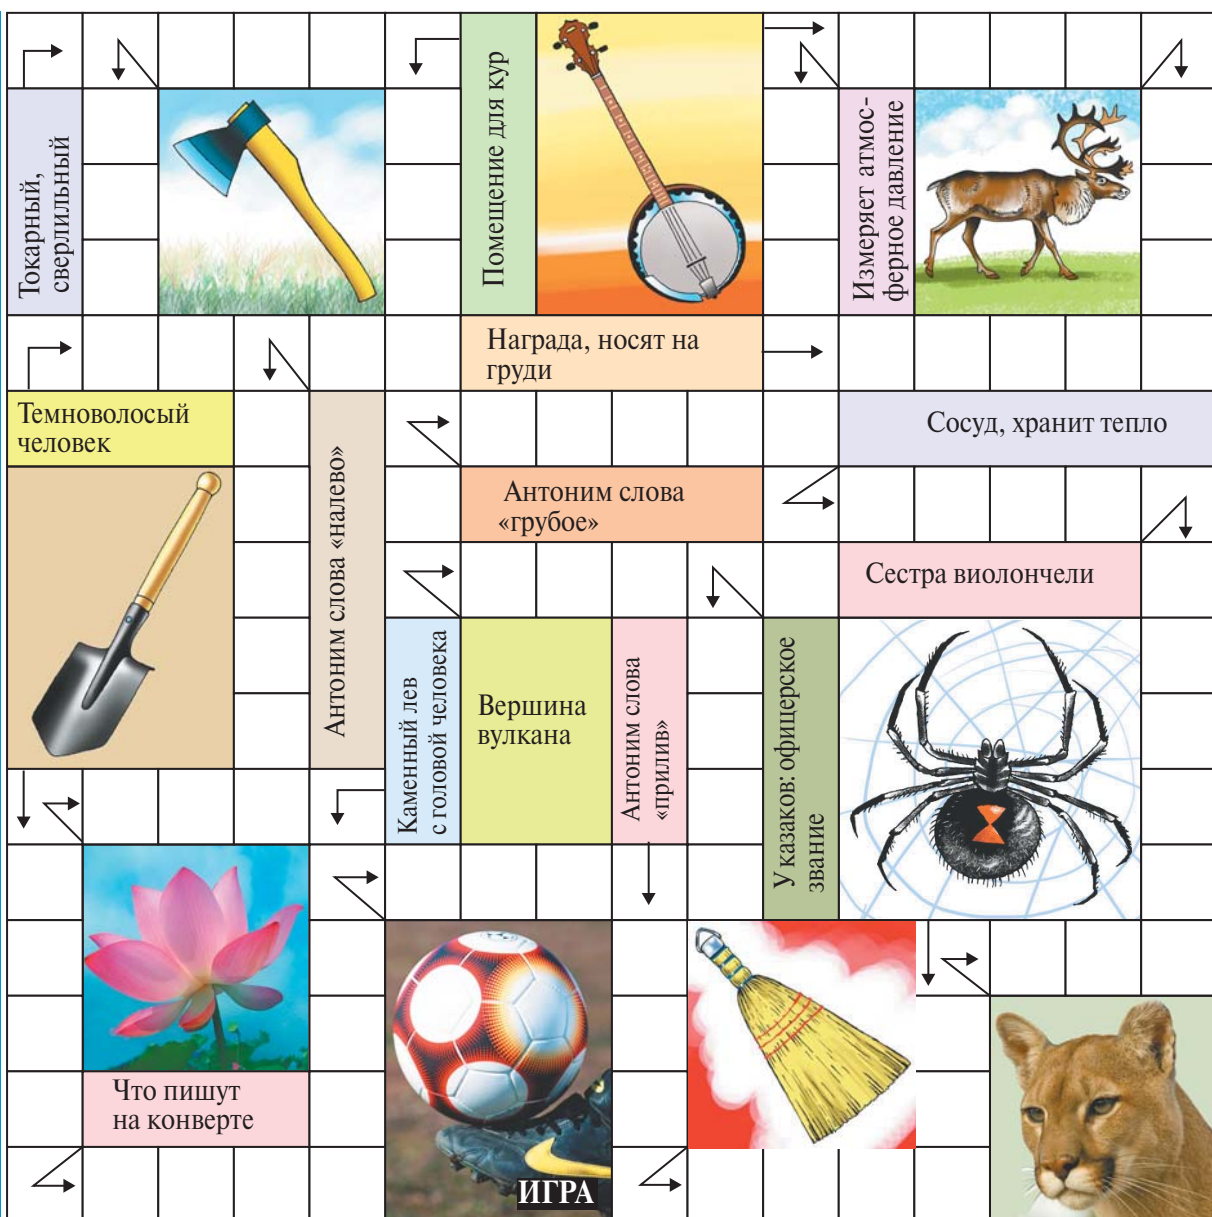 Токарный,
сверлильный
Помещение для кур
Измеряет атмос-
ферное давление
Награда, носят на
груди
Темноволосый
человек
Антоним слова «налево»
Сосуд, хранит тепло
Антоним слова
«грубое»
Сестра виолончели
Каменный лев
с головой человека
Вершина
вулкана
Антоним слова
«прилив»
У казаков: офицерское
звание
Что пишут
на конверте
ИГРА